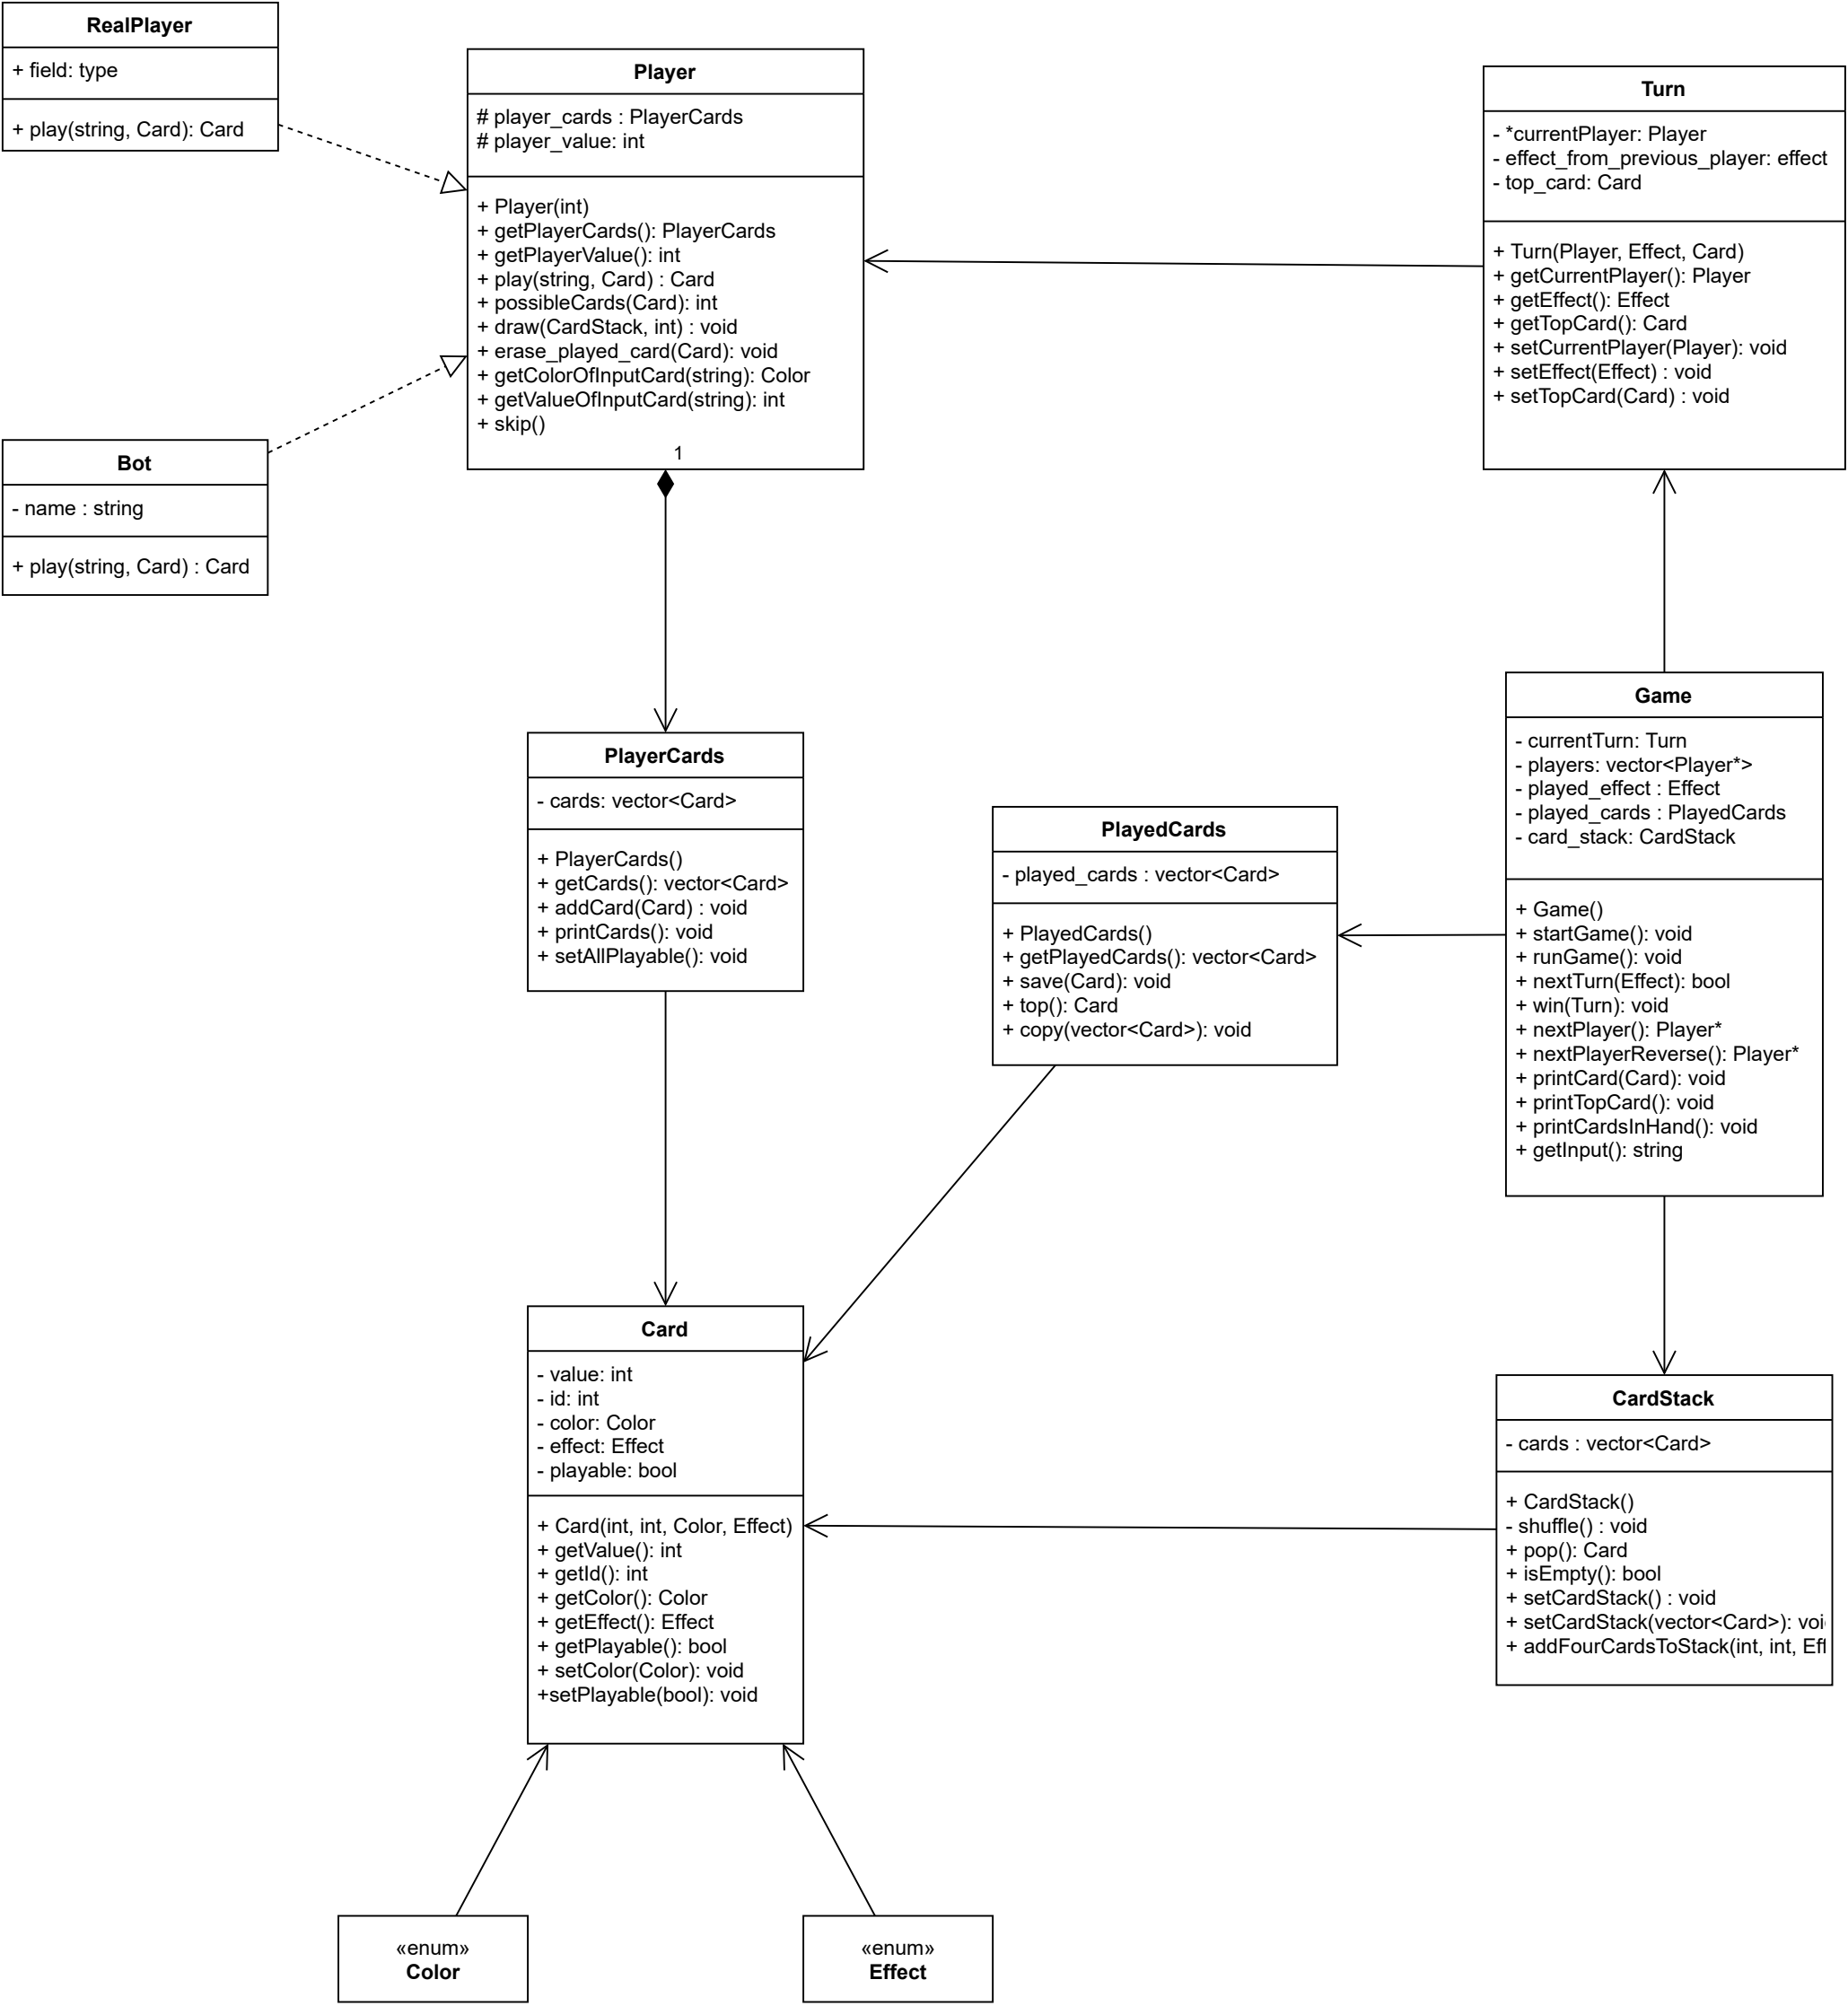 RealPlayer
+ field: type
+ play(string, Card): Card
Player
# player_cards : PlayerCards
# player_value: int
+ Player(int)
+ getPlayerCards(): PlayerCards
+ getPlayerValue(): int
+ play(string, Card) : Card
+ possibleCards(Card): int
+ draw(CardStack, int) : void
+ erase_played_card(Card): void
+ getColorOfInputCard(string): Color
+ getValueOfInputCard(string): int
+ skip()
1
Turn
- *currentPlayer: Player
- effect_from_previous_player: effect
- top_card: Card
+ Turn(Player, Effect, Card)
+ getCurrentPlayer(): Player
+ getEffect(): Effect
+ getTopCard(): Card
+ setCurrentPlayer(Player): void
+ setEffect(Effect) : void
+ setTopCard(Card) : void
Bot
- name : string
+ play(string, Card) : Card
PlayerCards
- cards: vector<Card>
+ PlayerCards()
+ getCards(): vector<Card>
+ addCard(Card) : void
+ printCards(): void
+ setAllPlayable(): void
PlayedCards
- played_cards : vector<Card>
+ PlayedCards()
+ getPlayedCards(): vector<Card>
+ save(Card): void
+ top(): Card
+ copy(vector<Card>): void
Game
- currentTurn: Turn
- players: vector<Player*>
- played_effect : Effect
- played_cards : PlayedCards
- card_stack: CardStack
+ Game()
+ startGame(): void
+ runGame(): void
+ nextTurn(Effect): bool
+ win(Turn): void
+ nextPlayer(): Player*
+ nextPlayerReverse(): Player*
+ printCard(Card): void
+ printTopCard(): void
+ printCardsInHand(): void
+ getInput(): string
Card
- value: int
- id: int
- color: Color
- effect: Effect
- playable: bool
+ Card(int, int, Color, Effect)
+ getValue(): int
+ getId(): int
+ getColor(): Color
+ getEffect(): Effect
+ getPlayable(): bool
+ setColor(Color): void
+setPlayable(bool): void
CardStack
- cards : vector<Card>
+ CardStack()
- shuffle() : void
+ pop(): Card
+ isEmpty(): bool
+ setCardStack() : void
+ setCardStack(vector<Card>): voi
+ addFourCardsToStack(int, int, Eff
«enum»
Color
«enum»
Effect